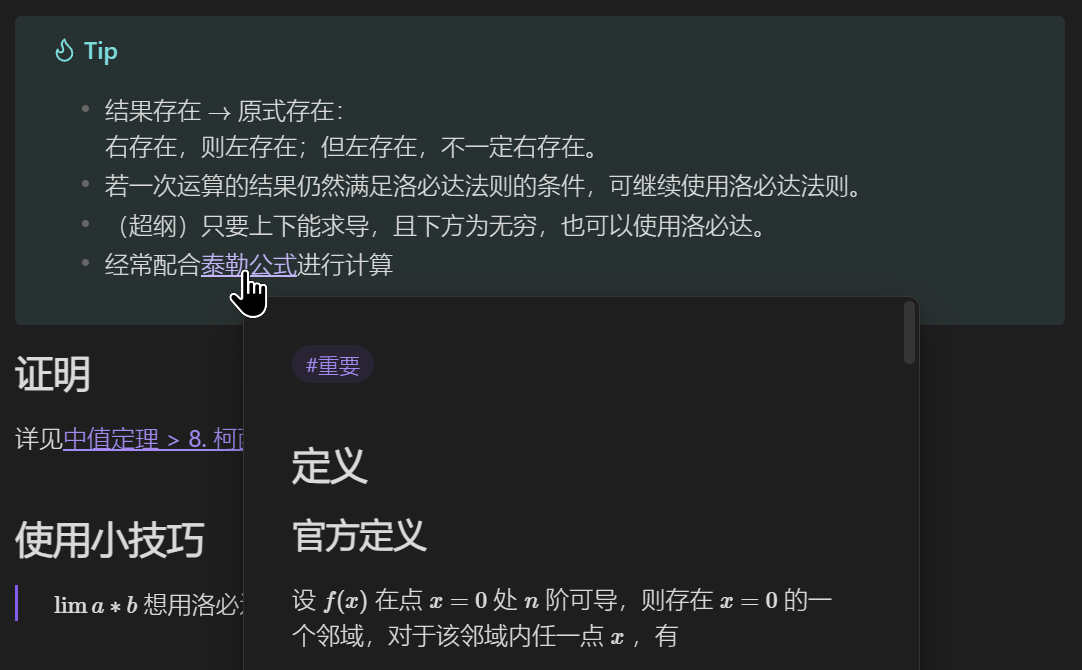 Tip
结果存在 → 原式存在：
右存在，则左存在；但左存在，不一定右存在。
若一次运算的结果仍然满足洛必达法则的条件，可继续使用洛必达法则。
（超纲）只要上下能求导，且下方为无穷，也可以使用洛必达。
经常配合泰勒公式进行计算
证明
详见中值定理 > 8. 柯
使用小技巧
lim a ∗ b 想用洛必
#重要
定义
官方定义
设 f(x) 在点 x = 0 处 n 阶可导，则存在 x = 0 的一
个邻域，对于该邻域内任一点 x ，有